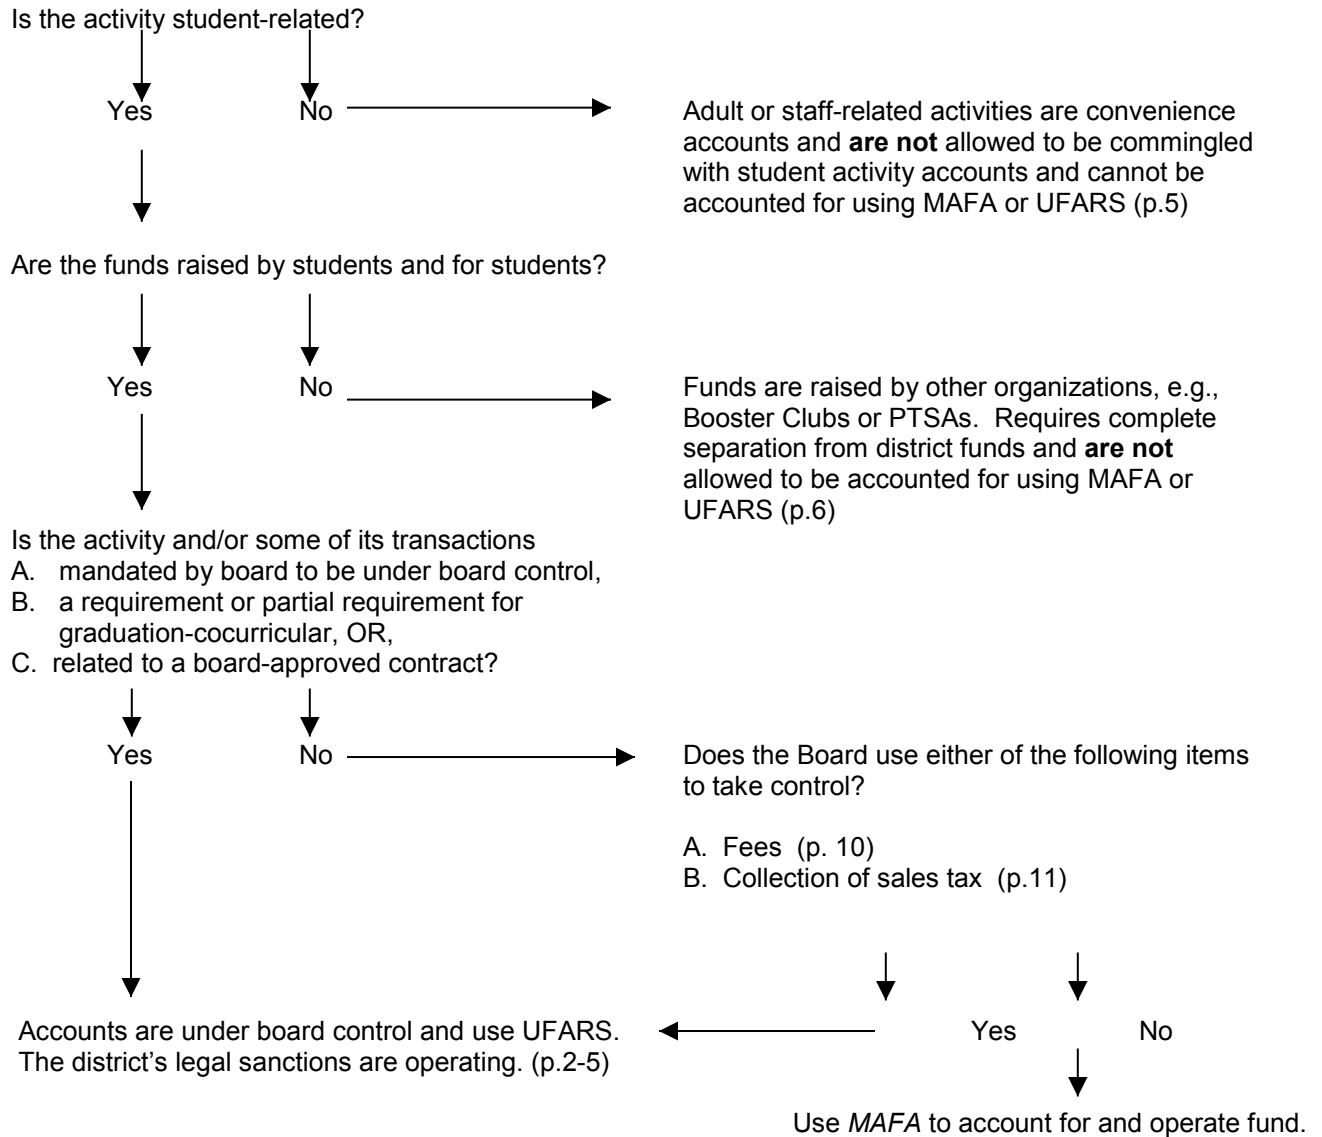 Is the activity student-related?
Yes
No
Adult or staff-related activities are convenience
accounts and are not allowed to be commingled
with student activity accounts and cannot be
accounted for using MAFA or UFARS (p.5)
Are the funds raised by students and for students?
Yes
No
Funds are raised by other organizations, e.g.,
Booster Clubs or PTSAs.  Requires complete
separation from district funds and are not
allowed to be accounted for using MAFA or
UFARS (p.6)
Is the activity and/or some of its transactions
A.   mandated by board to be under board control,
B.   a requirement or partial requirement for
graduation-cocurricular, OR,
C.  related to a board-approved contract?
Yes
No
Does the Board use either of the following items
to take control?
A.  Fees  (p. 10)
B.  Collection of sales tax  (p.11)
Accounts are under board control and use UFARS.
The district’s legal sanctions are operating. (p.2-5)
Yes
No
Use MAFA to account for and operate fund.